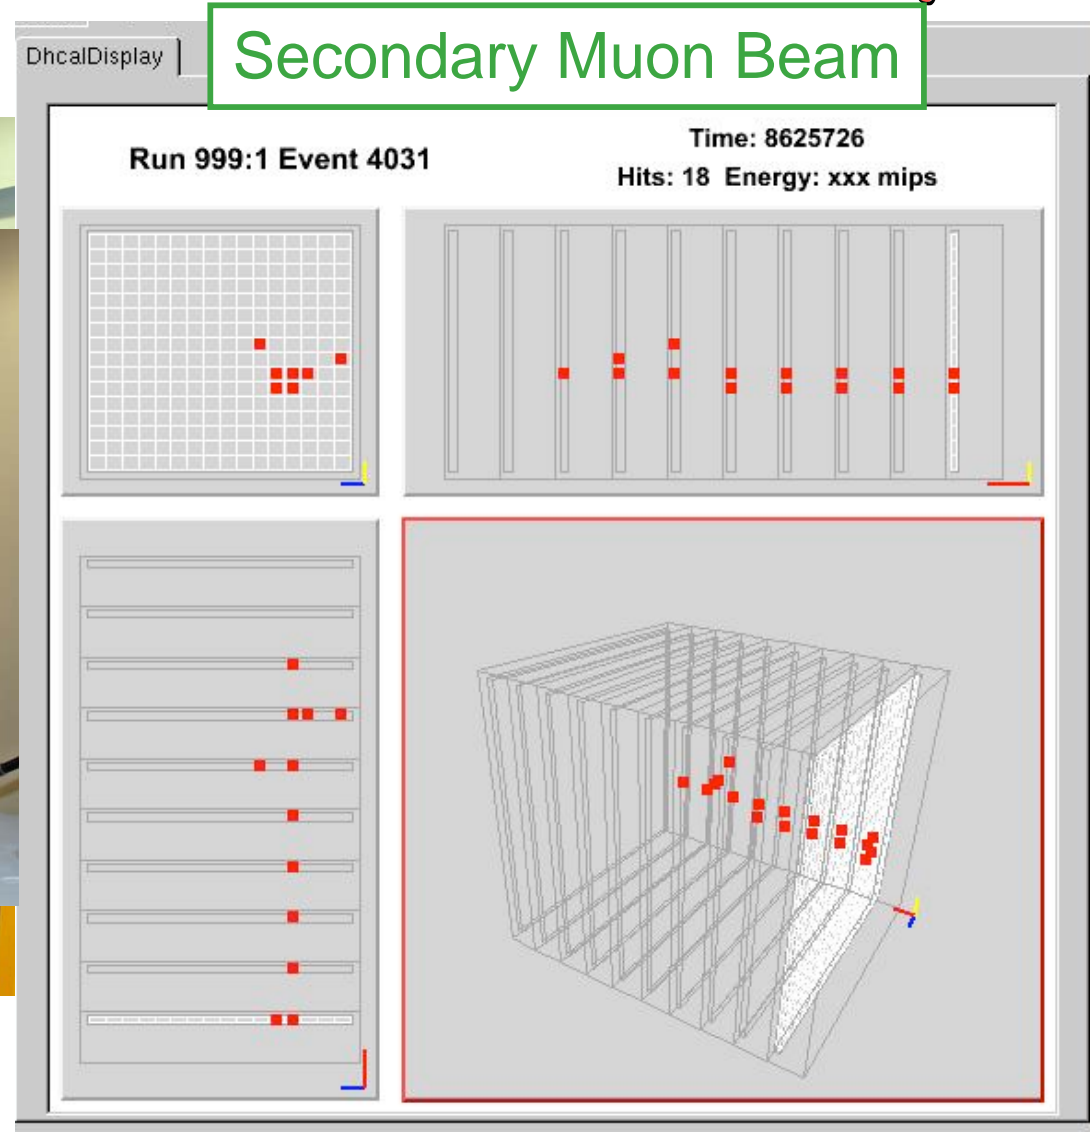 Secondary Muon Beam
DhcalDisplay
Run 999:1 Event 4031
Time: 8625726
Hits: 18 Energy: xxx mips